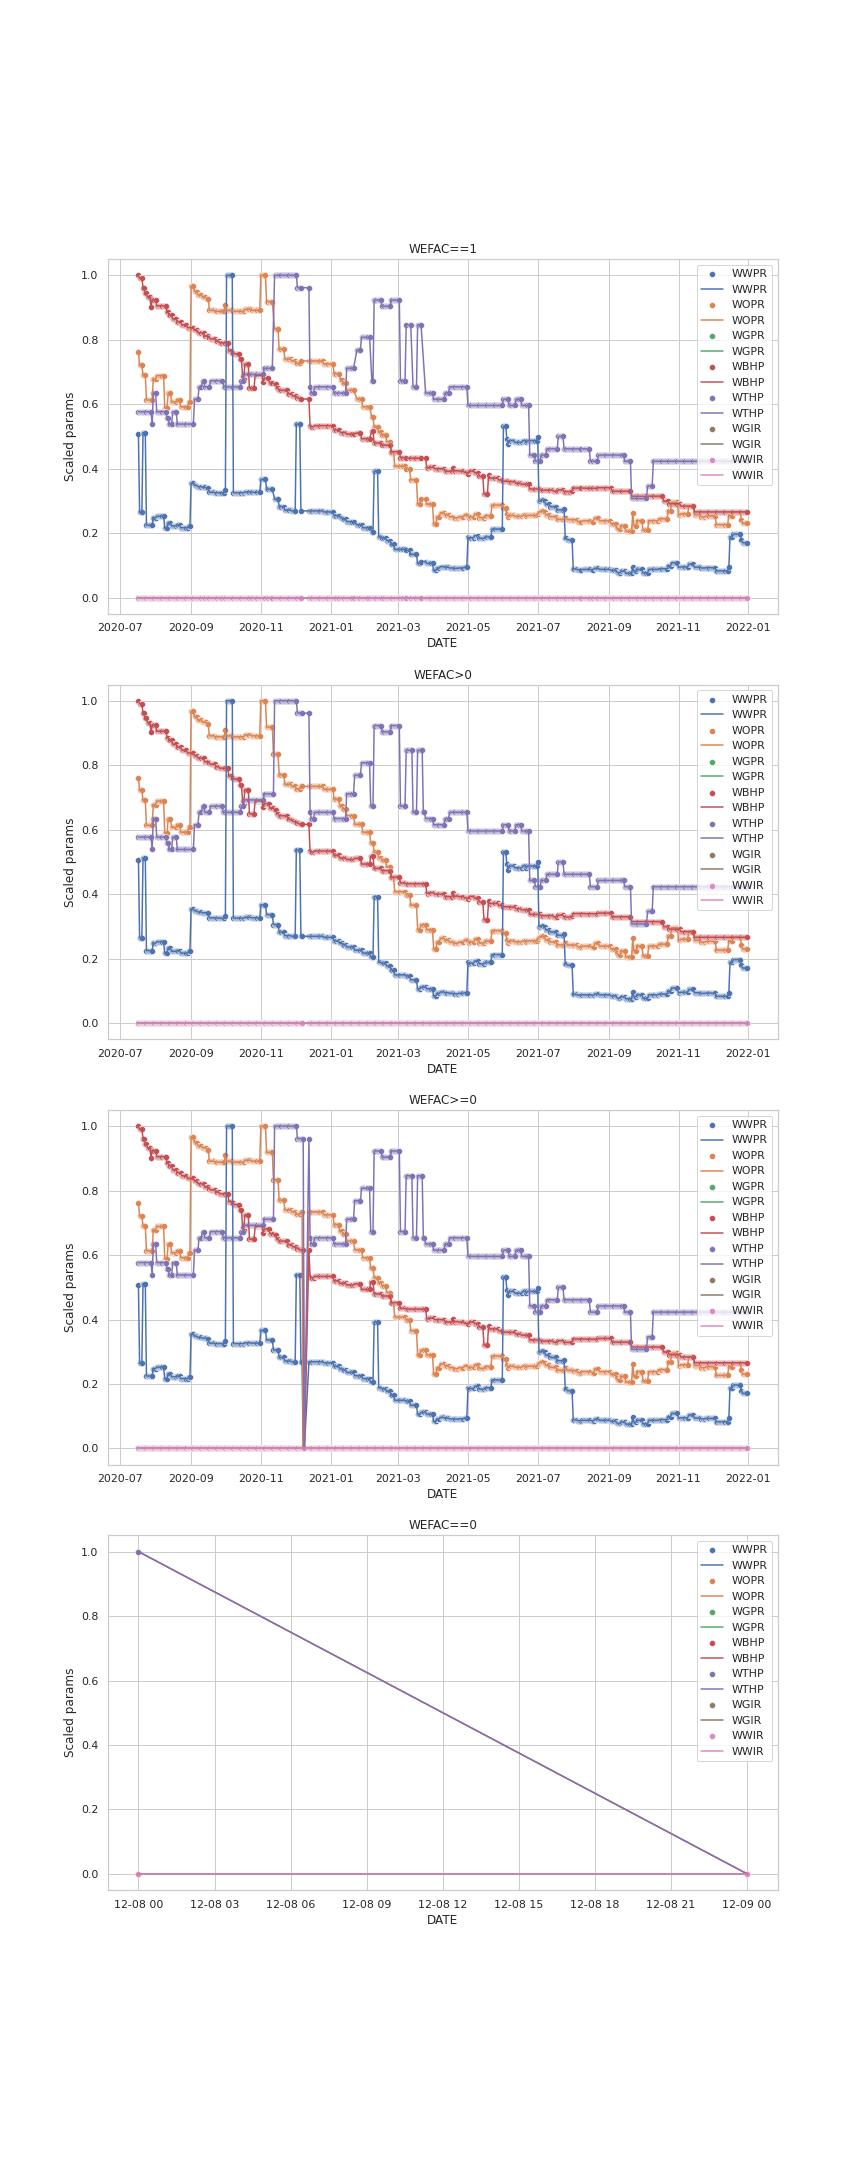 WEFAC==1
1.0
0.8
0.6
0.4
0.2
0.0
Scaled params
WWPR
WWPR
WOPR
WOPR
WGPR
WGPR
WBHP
WBHP
WTHP
WTHP
WGIR
WGIR
WWIR
WWIR
2020-07 2020-09 2020-11 2021-01 2021-03 2021-05 2021-07 2021-09 2021-11 2022-01
DATE
WEFAC>0
1.0
0.8
0.6
0.4
0.2
0.0
Scaled params
WWPR
WWPR
WOPR
WOPR
WGPR
WGPR
WBHP
WBHP
WTHP
WTHP
WGIR
WGIR
WWIR
WWIR
2020-07 2020-09 2020-11 2021-01 2021-03 2021-05 2021-07 2021-09 2021-11 2022-01
DATE
WEFAC>=0
1.0
0.8
0.6
0.4
0.2
0.0
Scaled params
WWPR
WWPR
WOPR
WOPR
WGPR
WGPR
WBHP
WBHP
WTHP
WTHP
WGIR
WGIR
WWIR
WWIR
2020-07 2020-09 2020-11 2021-01 2021-03 2021-05 2021-07 2021-09 2021-11 2022-01
DATE
WEFAC==0
1.0
0.8
0.6
0.4
0.2
0.0
Scaled params
WWPR
WWPR
WOPR
WOPR
WGPR
WGPR
WBHP
WBHP
WTHP
WTHP
WGIR
WGIR
WWIR
WWIR
12-08 00 12-08 03 12-08 06 12-08 09 12-08 12 12-08 15 12-08 18 12-08 21 12-09 00
DATE